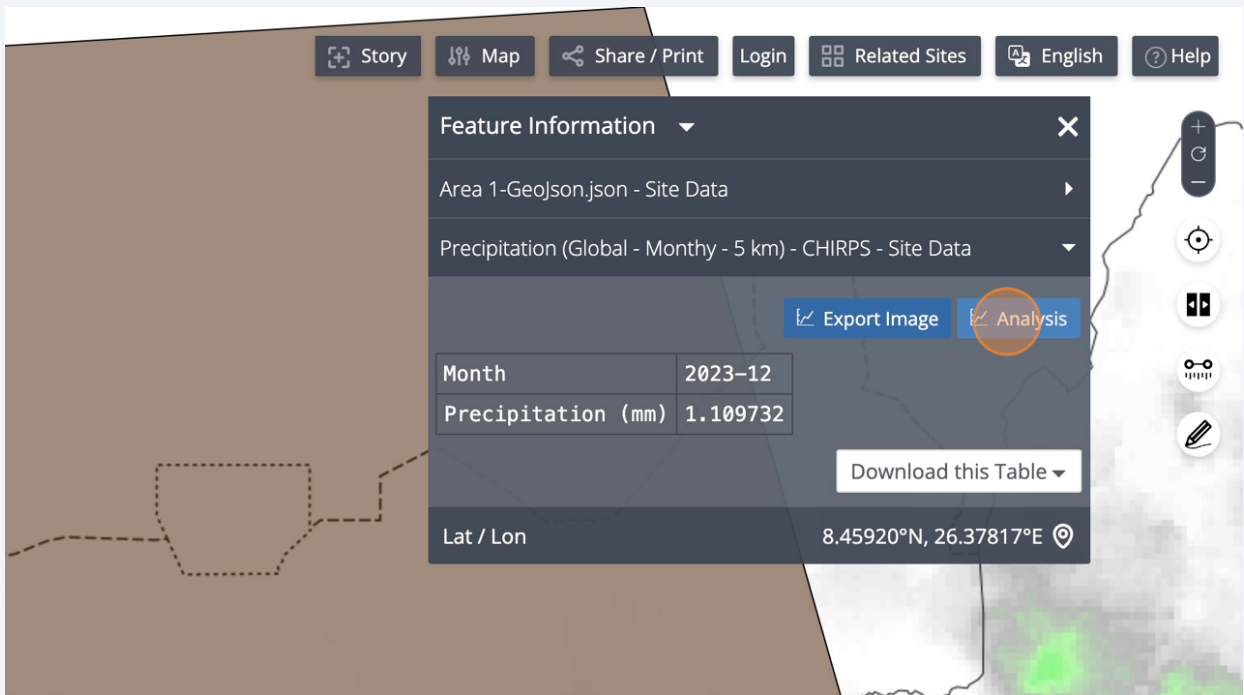 Story Map Share / Print Login Related Sites English Help
Feature Information
Area 1-GeoJson.json - Site Data
Precipitation (Global - Monthy - 5 km) - CHIRPS - Site Data
Export Image Analysis
Month 2023–12
Precipitation (mm) 1.109732
Download this Table
Lat / Lon 8.45920°N, 26.37817°E